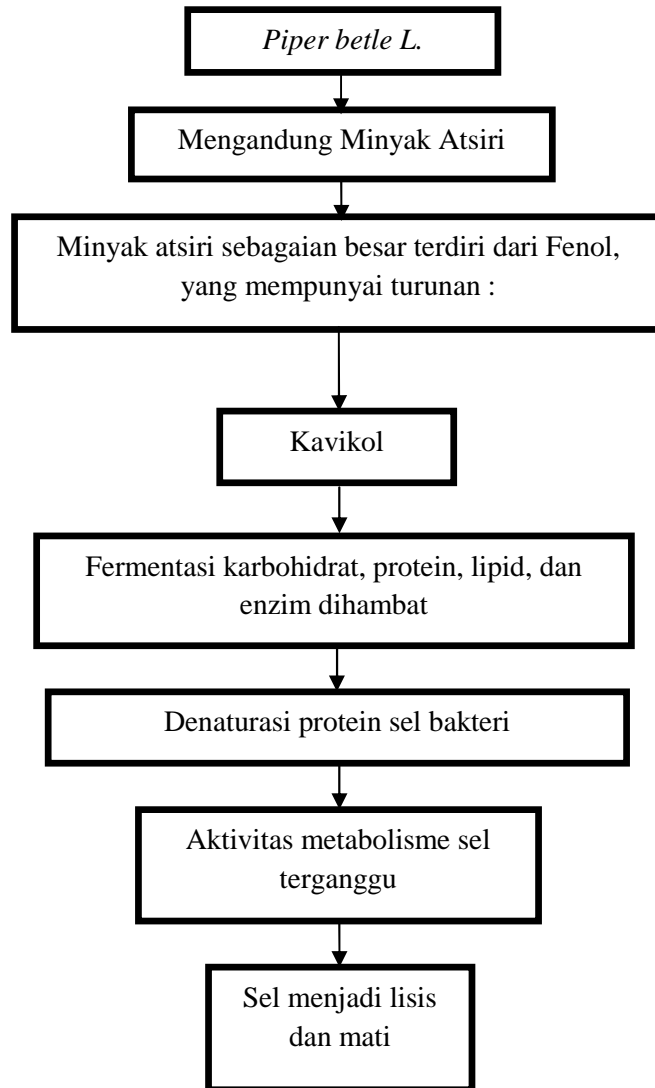 Piper betle L.
Mengandung Minyak Atsiri
Minyak atsiri sebagaian besar terdiri dari Fenol,
yang mempunyai turunan :
Kavikol
Fermentasi karbohidrat, protein, lipid, dan
enzim dihambat
Denaturasi protein sel bakteri
Aktivitas metabolisme sel
terganggu
Sel menjadi lisis
dan mati